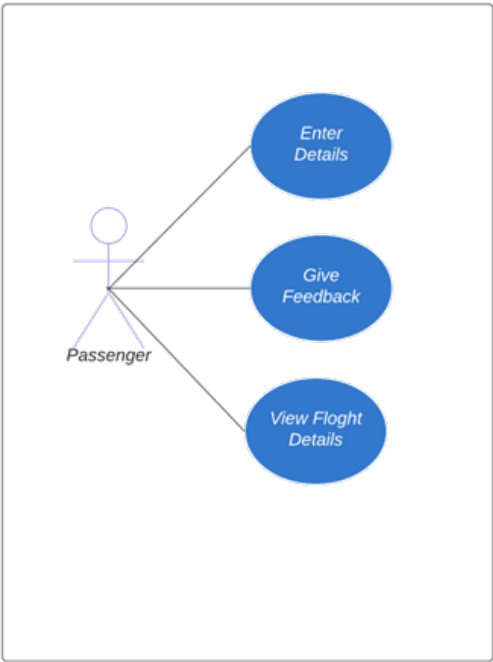 Enter
Details
Give
Feedback
Passenger
View Floght
Details